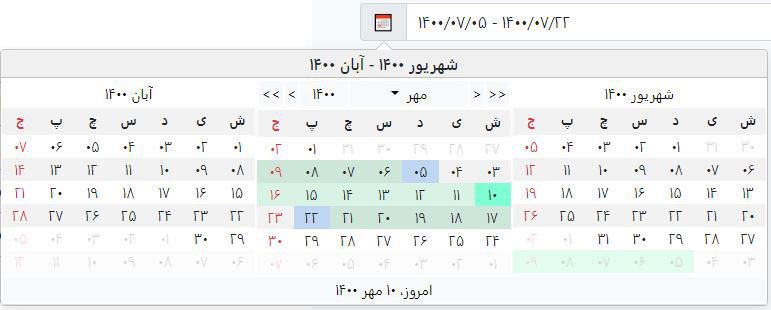 ۱۴۰۰/۰۷/۰۵ - ۱۴۰۰/۰۷/۲۲
شهریور ۱۴۰۰ - آبان ۱۴۰۰
شهریور ۱۴۰۰ << < مهر ۱۴۰۰ > >> آبان ۱۴۰۰
ش ی د س چ پ ج ش ی د س چ پ ج ش ی د س چ پ ج
۳۰ ۳۱ ۰۱ ۰۲ ۰۳ ۰۴ ۰۵ ۲۷ ۲۸ ۲۹ ۳۰ ۳۱ ۰۱ ۰۲ ۰۱ ۰۲ ۰۳ ۰۴ ۰۵ ۰۶ ۰۷
۰۶ ۰۷ ۰۸ ۰۹ ۱۰ ۱۱ ۱۲ ۰۳ ۰۴ ۰۵ ۰۶ ۰۷ ۰۸ ۰۹ ۰۸ ۰۹ ۱۰ ۱۱ ۱۲ ۱۳ ۱۴
۱۳ ۱۴ ۱۵ ۱۶ ۱۷ ۱۸ ۱۹ ۱۰ ۱۱ ۱۲ ۱۳ ۱۴ ۱۵ ۱۶ ۱۵ ۱۶ ۱۷ ۱۸ ۱۹ ۲۰ ۲۱
۲۰ ۲۱ ۲۲ ۲۳ ۲۴ ۲۵ ۲۶ ۱۷ ۱۸ ۱۹ ۲۰ ۲۱ ۲۲ ۲۳ ۲۲ ۲۳ ۲۴ ۲۵ ۲۶ ۲۷ ۲۸
۲۷ ۲۸ ۲۹ ۳۰ ۳۱ ۰۱ ۰۲ ۲۴ ۲۵ ۲۶ ۲۷ ۲۸ ۲۹ ۳۰ ۲۹ ۳۰ ۰۱ ۰۲ ۰۳ ۰۴ ۰۵
۰۳ ۰۴ ۰۵ ۰۶ ۰۷ ۰۸ ۰۹ ۰۱ ۰۲ ۰۳ ۰۴ ۰۵ ۰۶ ۰۷ ۰۶ ۰۷ ۰۸ ۰۹ ۱۰ ۱۱ ۱۲
امروز، ۱۰ مهر ۱۴۰۰